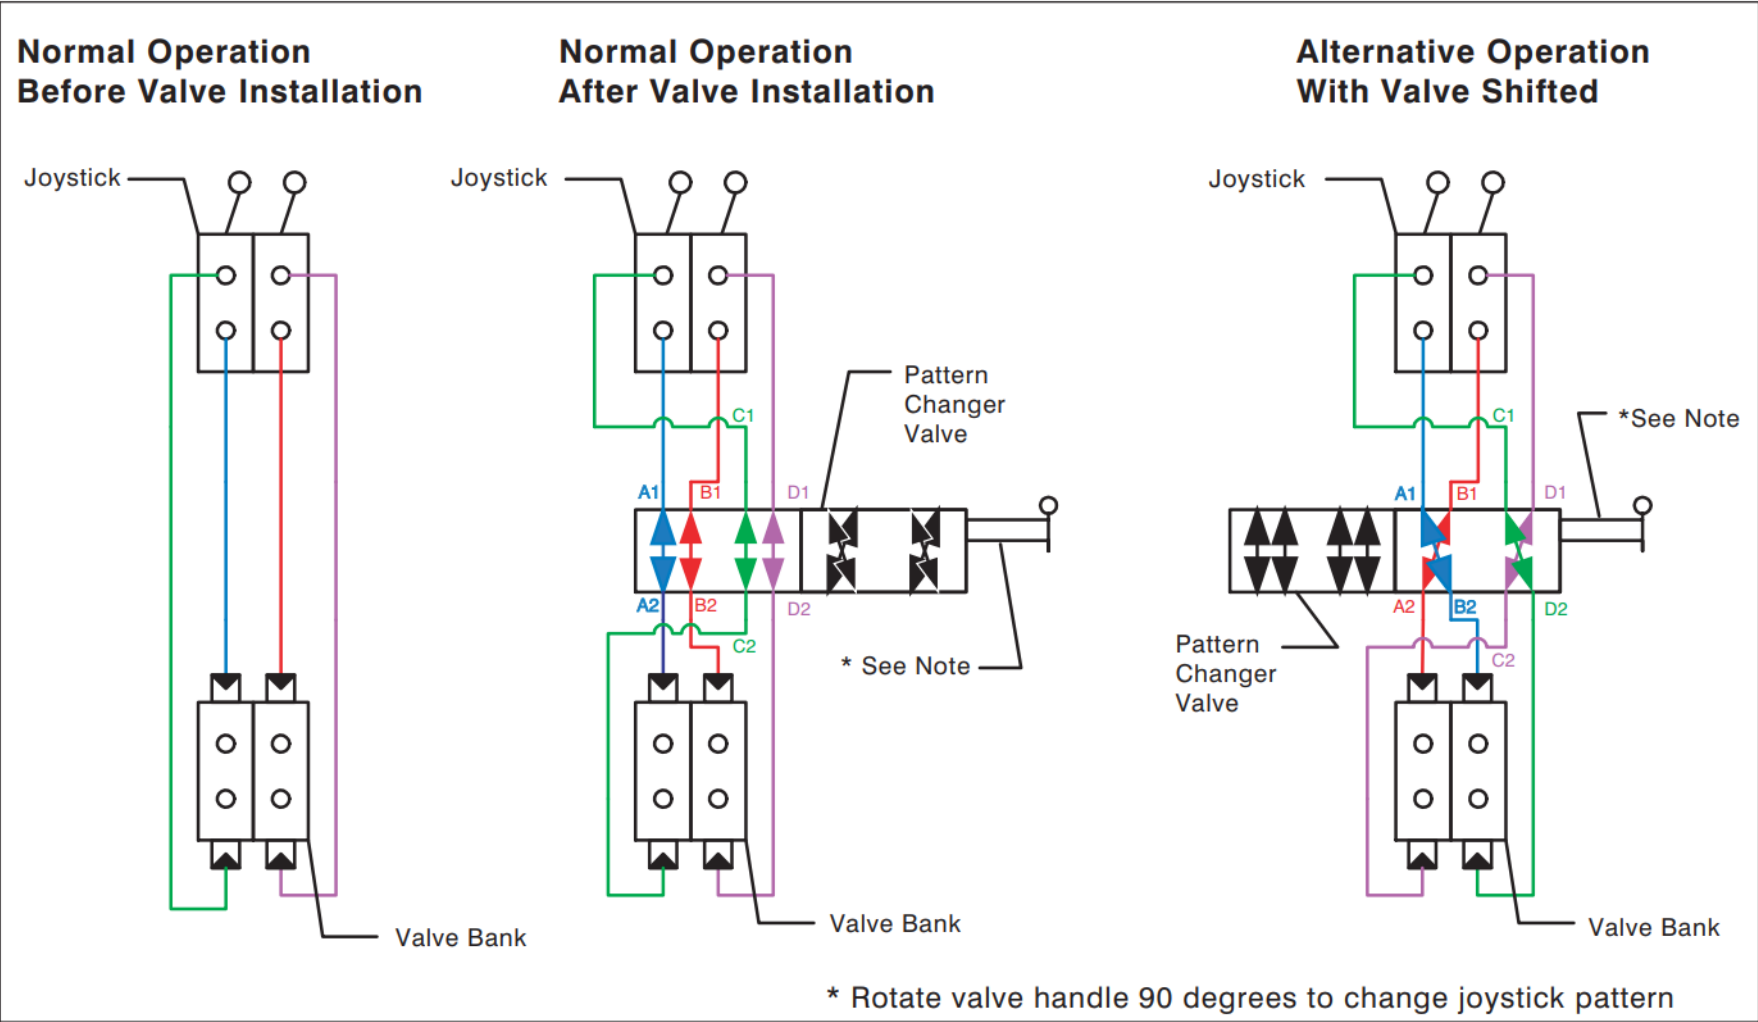 Normal Operation
Before Valve Installation
Joystick
Valve Bank
Normal Operation
After Valve Installation
Joystick
Pattern
Changer
Valve
C1
A1
B1
D1
A2
B2
D2
C2
* See Note
Valve Bank
Alternative Operation
With Valve Shifted
Joystick
*See Note
C1
A1
B1
D1
A2
B2
D2
C2
Pattern
Changer
Valve
Valve Bank
* Rotate valve handle 90 degrees to change joystick pattern